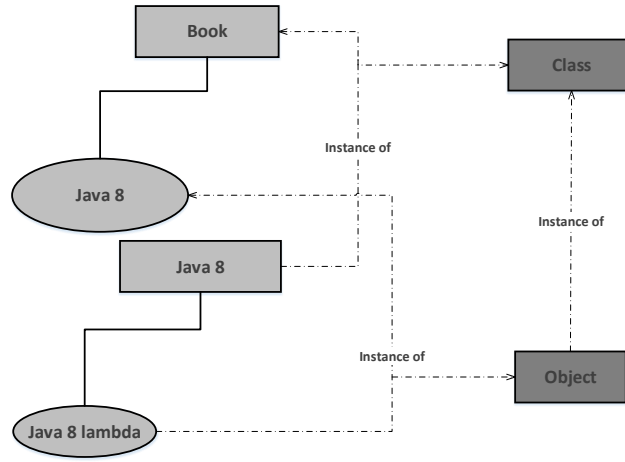 Book
Class
Instance of
Java 8
Instance of
Java 8
Instance of
Object
Java 8 lambda